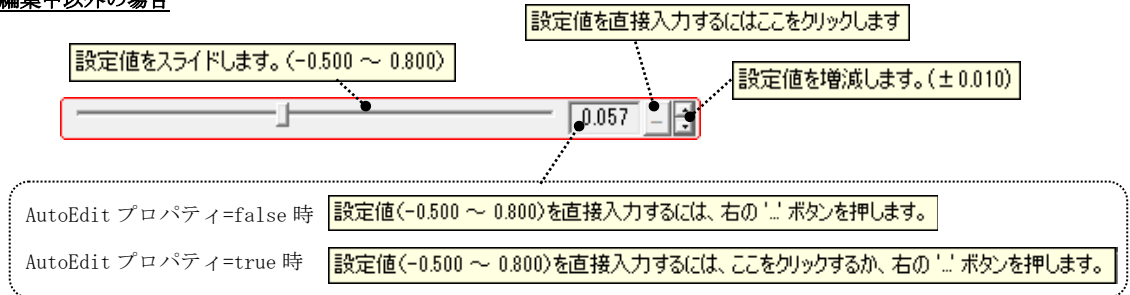 編集中以外の場合
設定値を直接入力するにはここをクリックします
設定値をスライドします。(-0.500 ～ 0.800)
設定値を増減します。(±0.010)
0.057
...
AutoEdit プロパティ=false 時
設定値(-0.500 ～ 0.800)を直接入力するには、右の '...' ボタンを押します。
AutoEdit プロパティ=true 時
設定値(-0.500 ～ 0.800)を直接入力するには、ここをクリックするか、右の '...' ボタンを押します。